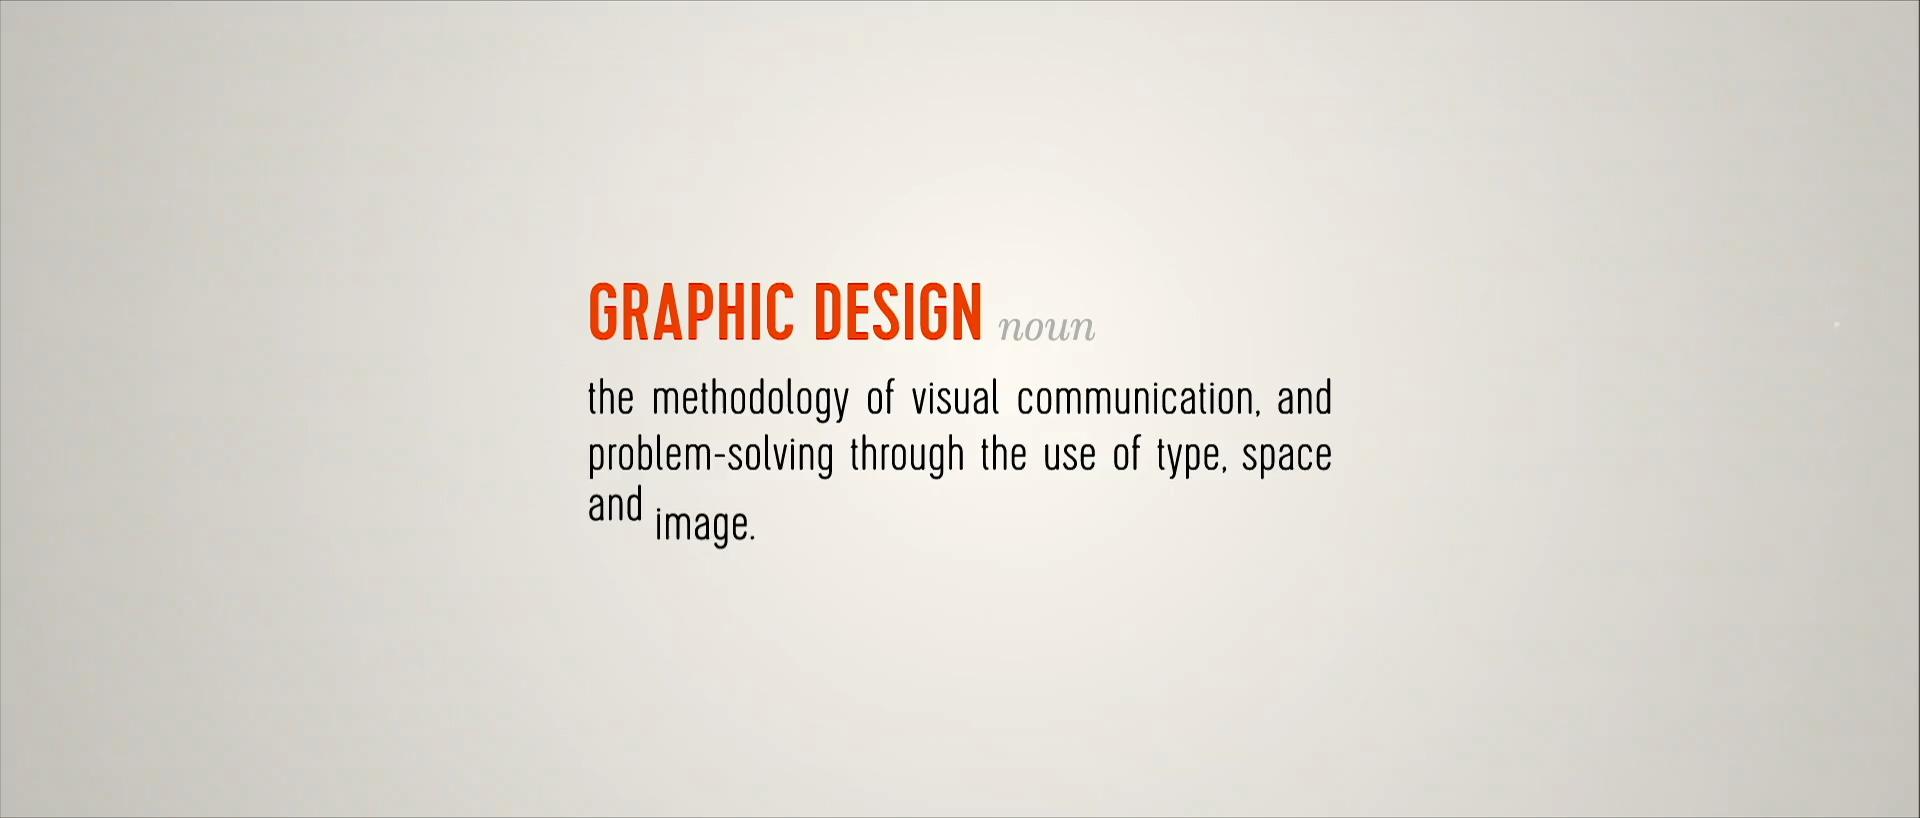 GRAPHIC DESIGN noun
the methodology of visual communication, and
problem-solving through the use of type, space
and image.